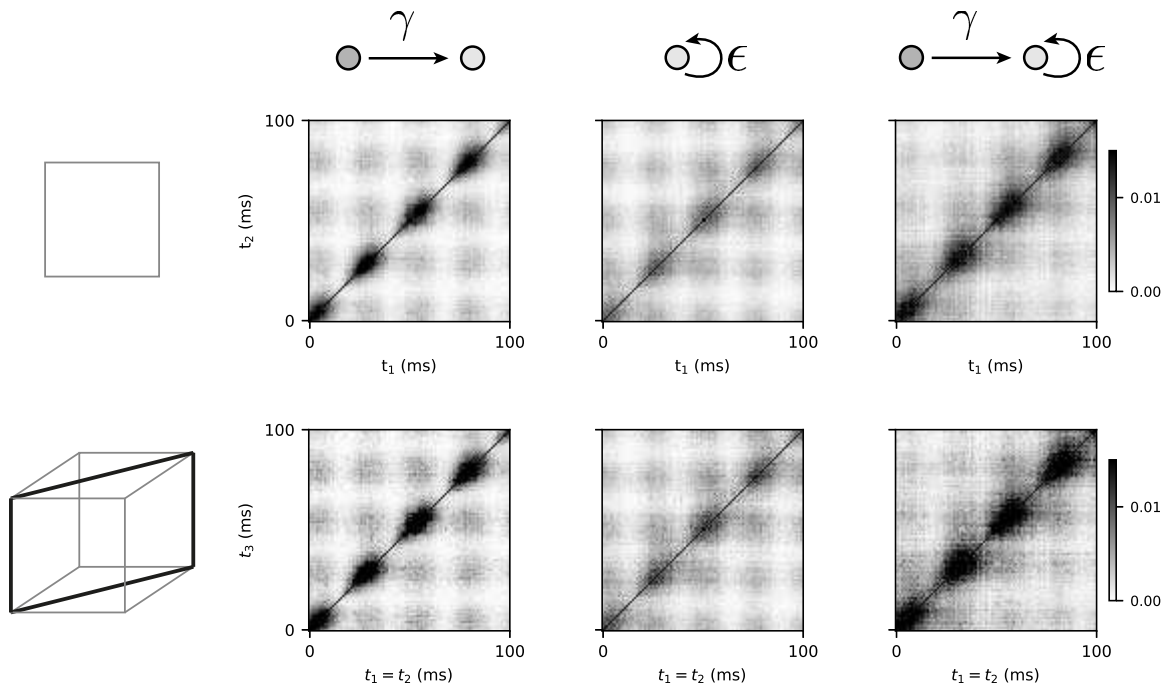 γ γ
ϵ ϵ
100
t₂ (ms)
0
0.01
0.00
0 100 0 100 0 100
t₁ (ms) t₁ (ms) t₁ (ms)
100
t₃ (ms)
0
0.01
0.00
0 100 0 100 0 100
t₁ = t₂ (ms) t₁ = t₂ (ms) t₁ = t₂ (ms)